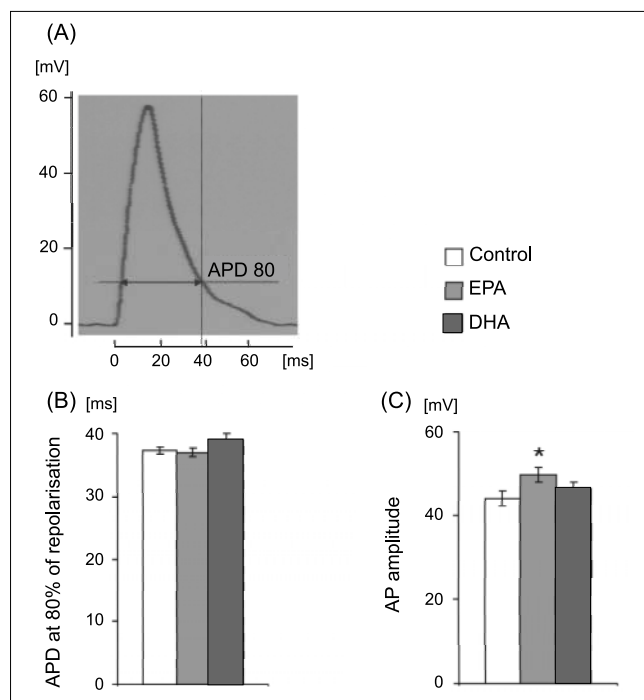 (A)
[mV]
60
40
20
0
APD 80
0 20 40 60 [ms]
Control
EPA
DHA
(B) [ms]
40
30
20
10
0
APD at 80% of repolarisation
(C) [mV]
60
*
40
20
0
AP amplitude